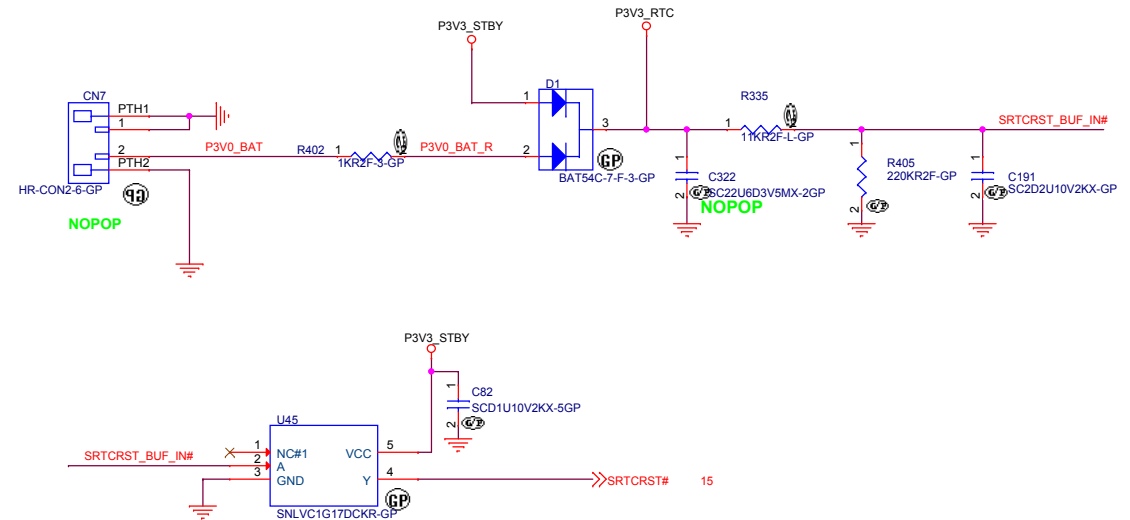 P3V3_STBY
P3V3_RTC
CN7
PTH1
1
2
PTH2
HR-CON2-6-GP
NOPOP
P3V0_BAT
R402
1
1KR2F-3-GP
P3V0_BAT_R
D1
1
2
3
BAT54C-7-F-3-GP
GP
R335
1
11KR2F-L-GP
1
2
C322
SC22U6D3V5MX-2GP
NOPOP
1
2
R405
220KR2F-GP
1
2
C191
SC2D2U10V2KX-GP
SRTCRST_BUF_IN#
P3V3_STBY
1
2
C82
SCD1U10V2KX-5GP
U45
SRTCRST_BUF_IN#
1
2
3
NC#1
A
GND
VCC
Y
5
4
SNLVC1G17DCKR-GP
GP
SRTCRST#
15